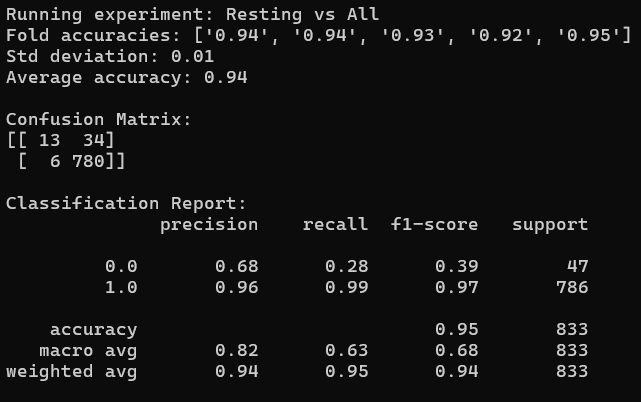 Running experiment: Resting vs All
Fold accuracies: ['0.94', '0.94', '0.93', '0.92', '0.95']
Std deviation: 0.01
Average accuracy: 0.94

Confusion Matrix:
[[ 13  34]
 [  6 780]]

Classification Report:
              precision    recall  f1-score   support

         0.0       0.68      0.28      0.39        47
         1.0       0.96      0.99      0.97       786

    accuracy                           0.95       833
   macro avg       0.82      0.63      0.68       833
weighted avg       0.94      0.95      0.94       833